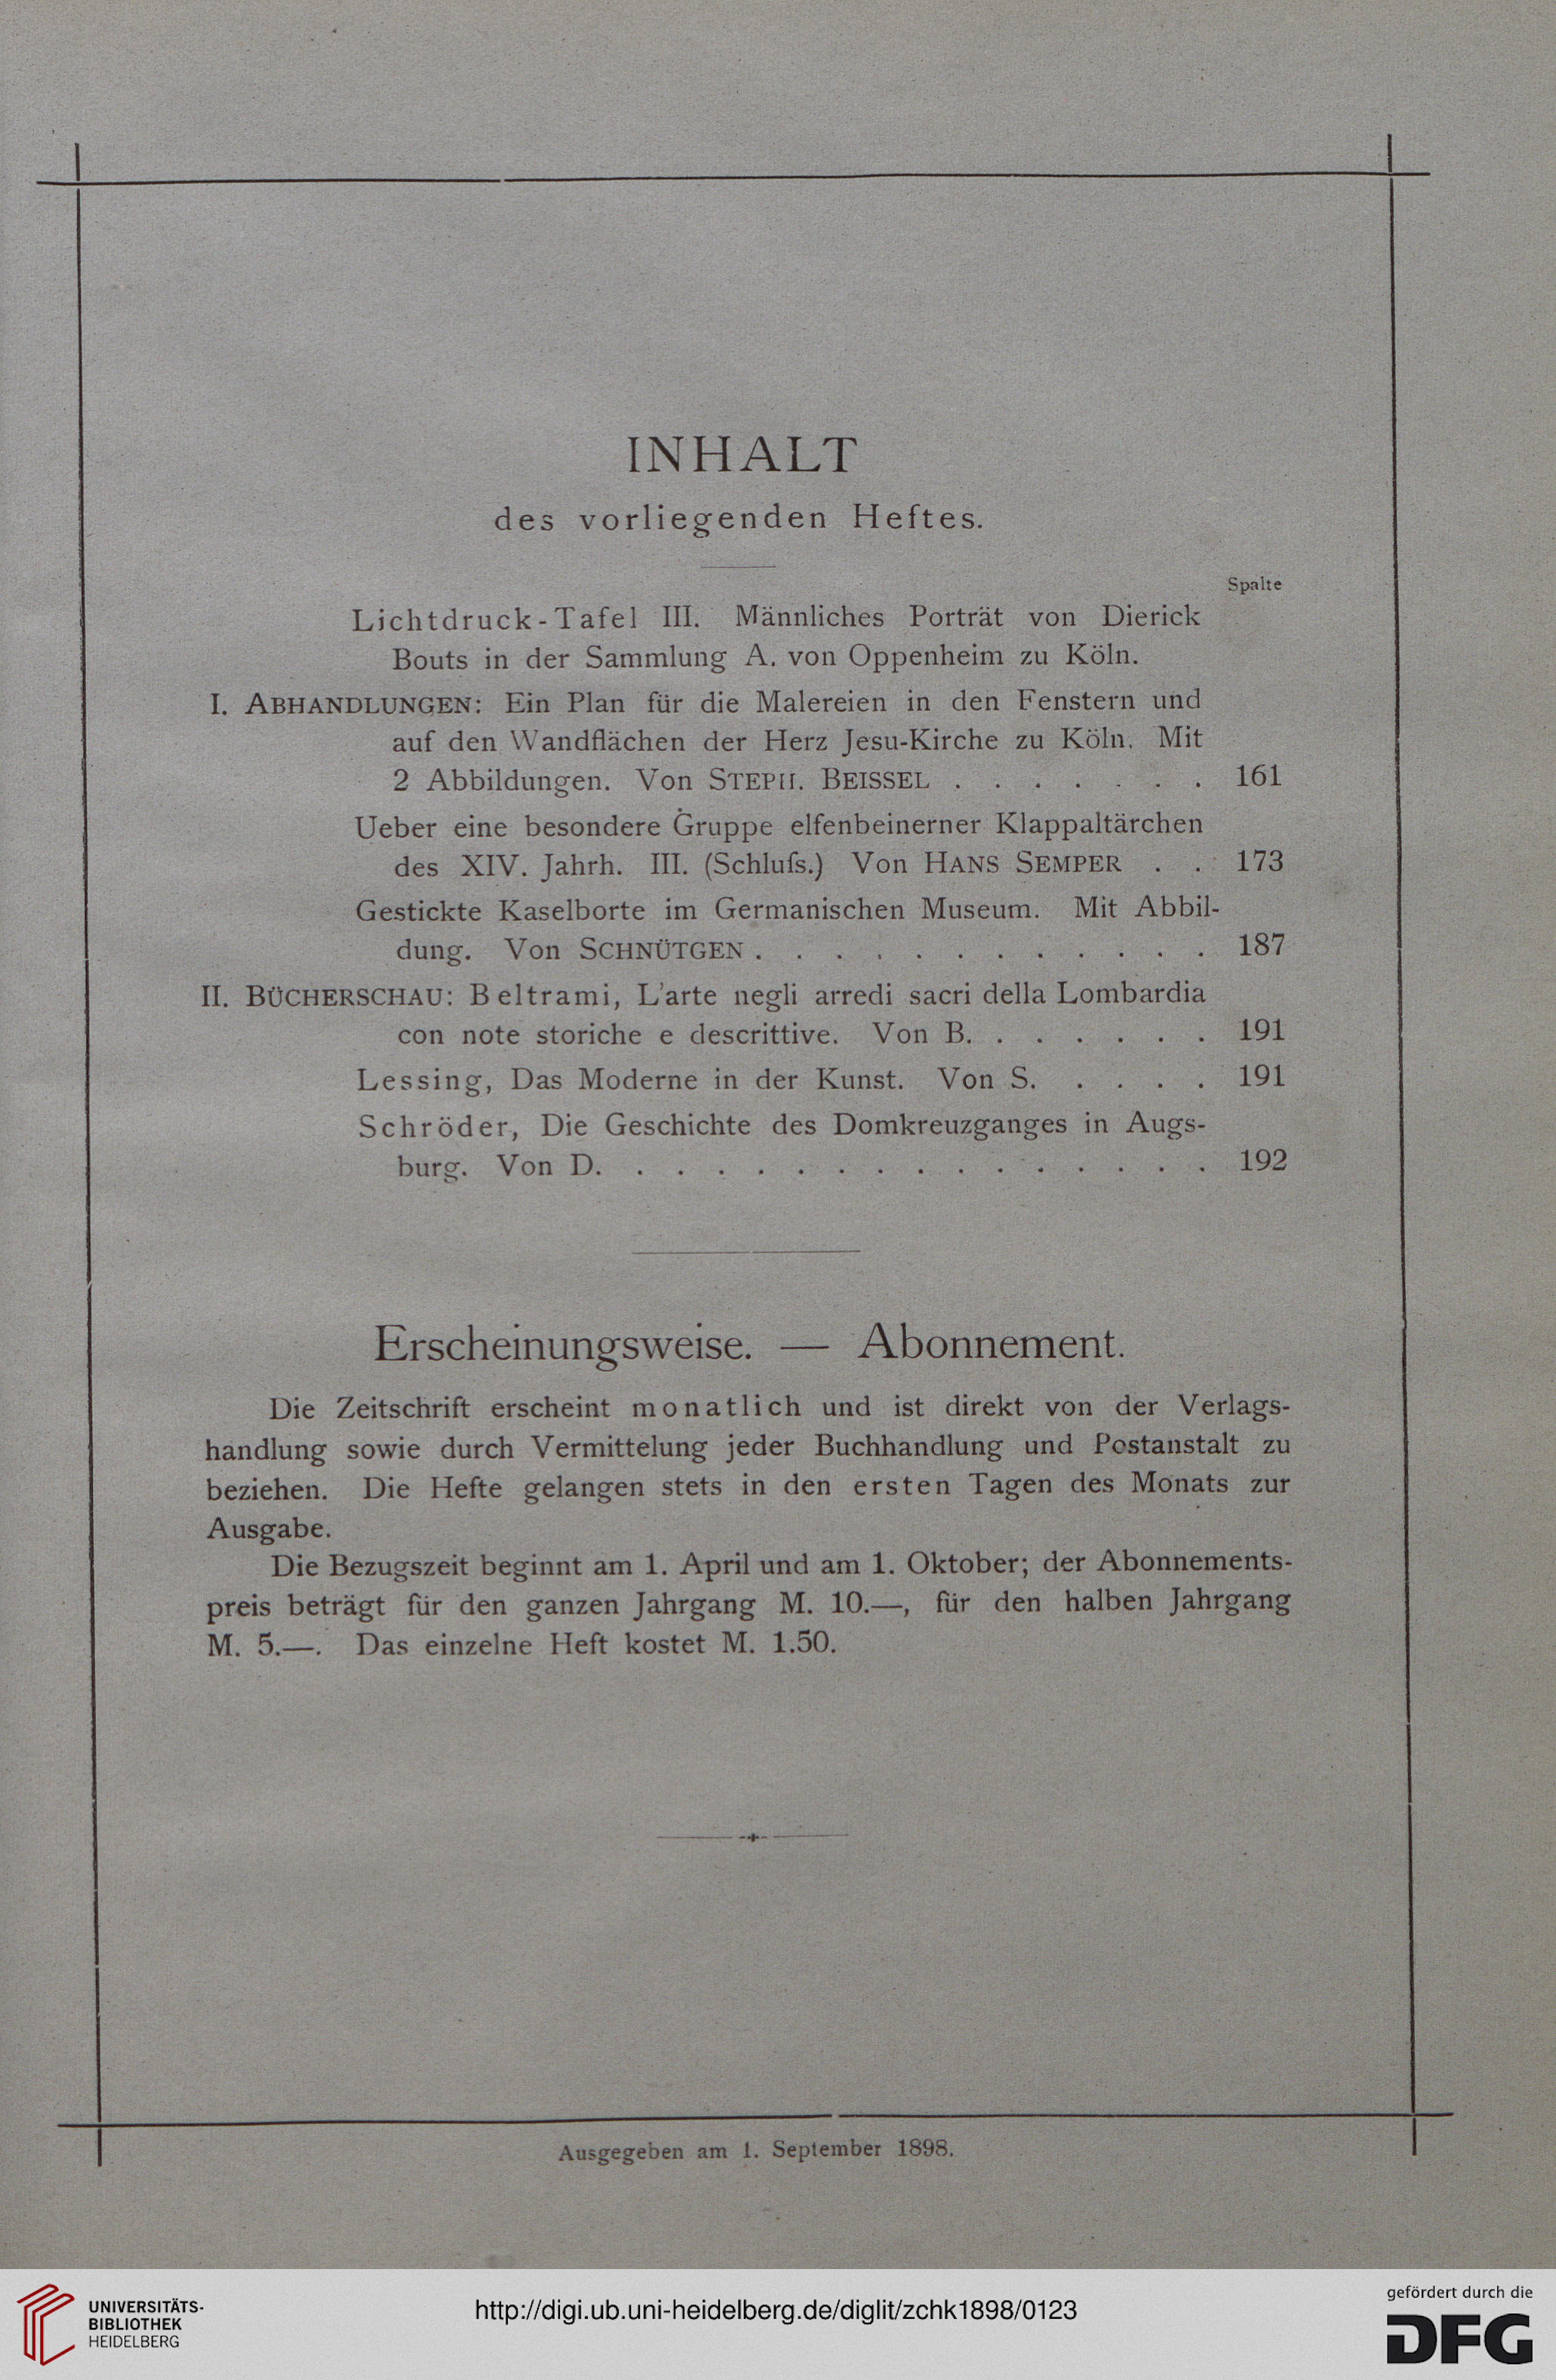 INHALT
des vorliegenden Heftes.
Spalte
Lichtdruck-Tafel III. Männliches Porträt von Dierick
Bouts in der Sammlung A. von Oppenheim zu Köln.
I. ABHANDLUNGEN: Ein Plan für die Malereien in den Fenstern und
auf den Wandflächen der Herz Jesu-Kirche zu Köln. Mit
2 Abbildungen. Von STEPH. BEISSEL . . . . . . . 161
Ueber eine besondere Gruppe elfenbeinerner Klappaltärchen
des XIV. Jahrh. III. (Schluſs.) Von HANS SEMPER . . 173
Gestickte Kaselborte im Germanischen Museum. Mit Abbil-
dung. Von SCHNÜTGEN . . . . . . . . . . . . 187
II. BÜCHERSCHAU: Beltrami, L'arte negli arredi sacri della Lombardia
con note storiche e descrittive. Von B. . . . . . . 191
Lessing, Das Moderne in der Kunst. Von S. . . . . 191
Schröder, Die Geschichte des Domkreuzganges in Augs-
burg. Von D. . . . . . . . . . . . . . . . 192
Erscheinungsweise. — Abonnement.
Die Zeitschrift erscheint monatlich und ist direkt von der Verlags-
handlung sowie durch Vermittelung jeder Buchhandlung und Postanstalt zu
beziehen. Die Hefte gelangen stets in den ersten Tagen des Monats zur
Ausgabe.
Die Bezugszeit beginnt am 1. April und am 1. Oktober; der Abonnements-
preis beträgt für den ganzen Jahrgang M. 10.—, für den halben Jahrgang
M. 5.—. Das einzelne Heft kostet M. 1.50.
Ausgegeben am 1. September 1898.
UNIVERSITÄTS-
BIBLIOTHEK
HEIDELBERG
http://digi.ub.uni-heidelberg.de/diglit/zchk1898/0123
gefördert durch die
DFG